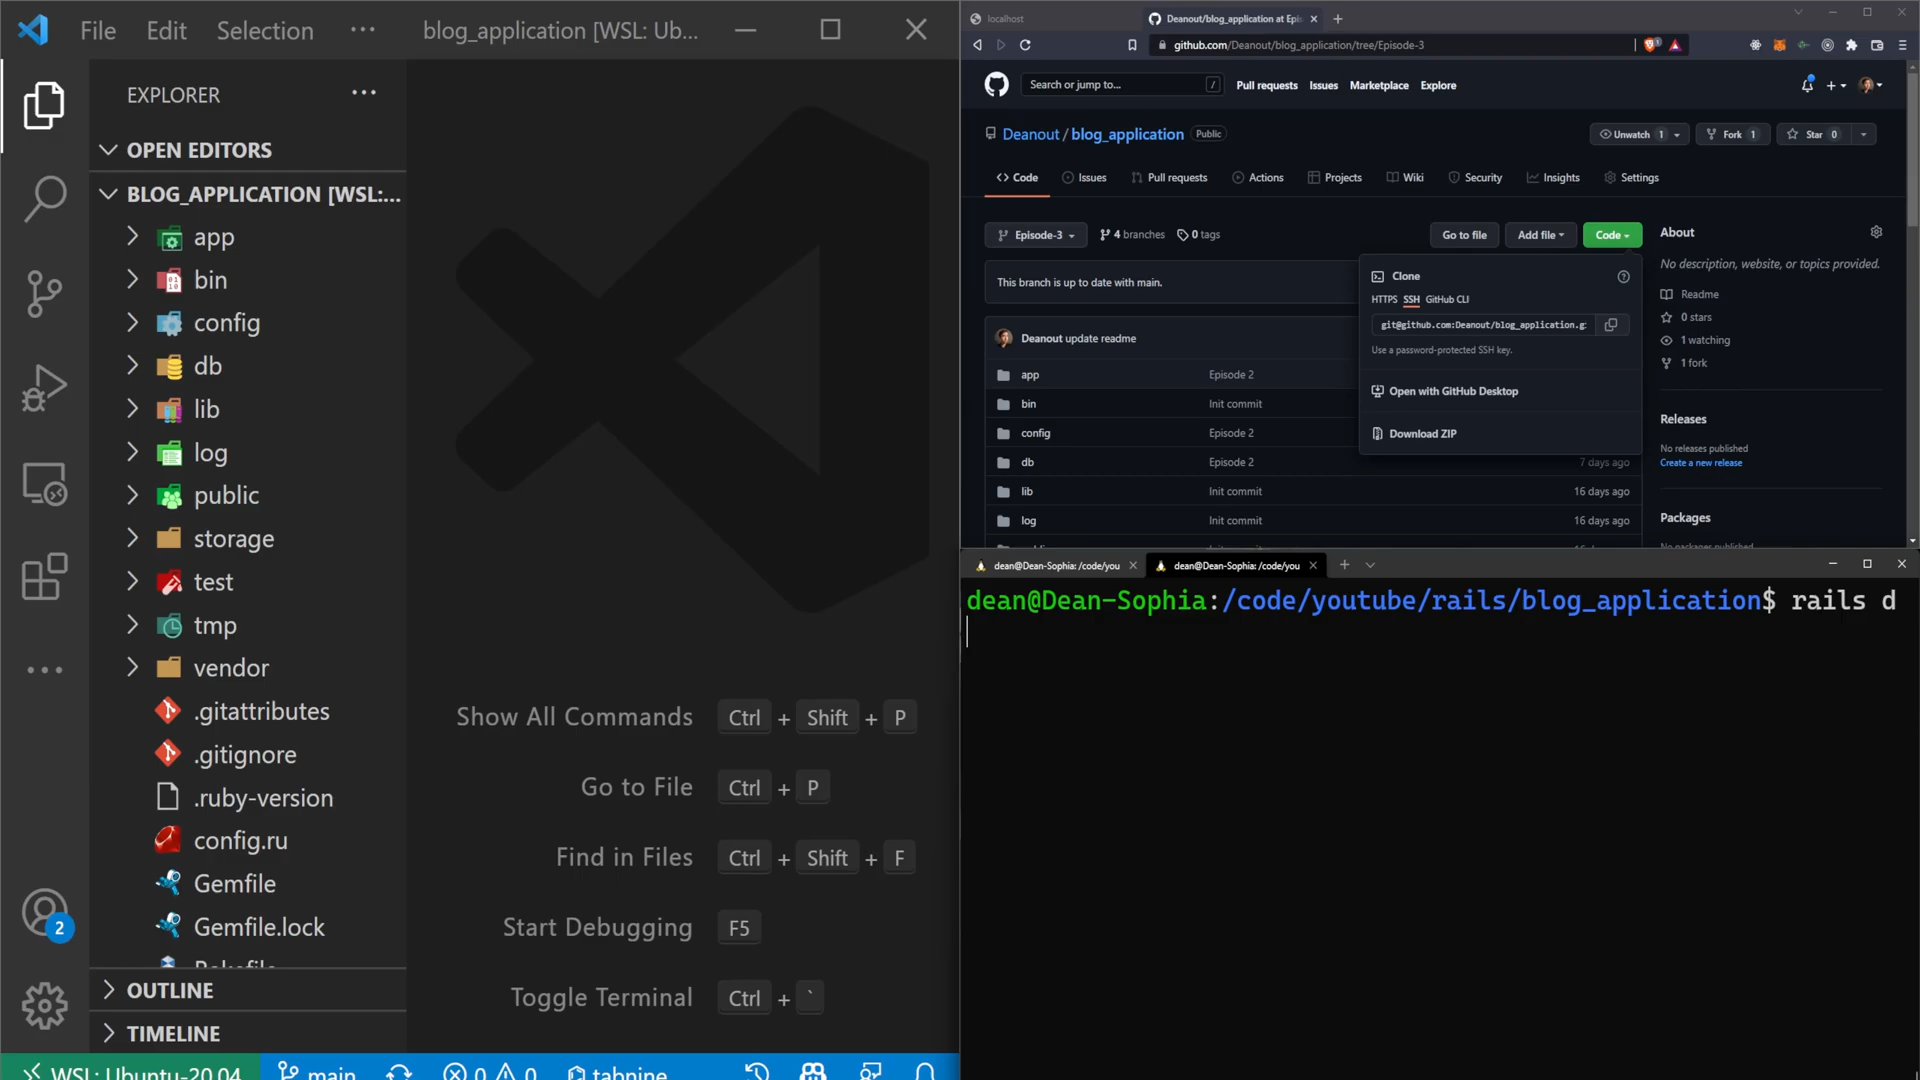 File Edit Selection ··· blog_application [WSL: Ub...
EXPLORER ···
OPEN EDITORS
BLOG_APPLICATION [WSL:...
app
bin
config
db
lib
log
public
storage
test
tmp
vendor
.gitattributes
.gitignore
.ruby-version
config.ru
Gemfile
Gemfile.lock
OUTLINE
TIMELINE
2
Show All Commands Ctrl + Shift + P
Go to File Ctrl + P
Find in Files Ctrl + Shift + F
Start Debugging F5
Toggle Terminal Ctrl + `
WSL: Ubuntu-20.04 main 0 0 tabnine
localhost
Deanout/blog_application at Epi
github.com/Deanout/blog_application/tree/Episode-3
Search or jump to... /
Pull requests Issues Marketplace Explore
Deanout / blog_application Public
Unwatch 1 Fork 1 Star 0
Code Issues Pull requests Actions Projects Wiki Security Insights Settings
Episode-3 4 branches 0 tags Go to file Add file Code
This branch is up to date with main.
Deanout update readme
app Episode 2
bin Init commit
config Episode 2
db Episode 2 7 days ago
lib Init commit 16 days ago
log Init commit 16 days ago
Clone
HTTPS SSH GitHub CLI
git@github.com:Deanout/blog_application.g
Use a password-protected SSH key.
Open with GitHub Desktop
Download ZIP
About
No description, website, or topics provided.
Readme
0 stars
1 watching
1 fork
Releases
No releases published
Create a new release
Packages
dean@Dean-Sophia: /code/you
dean@Dean-Sophia: /code/you
dean@Dean-Sophia:/code/youtube/rails/blog_application$ rails d